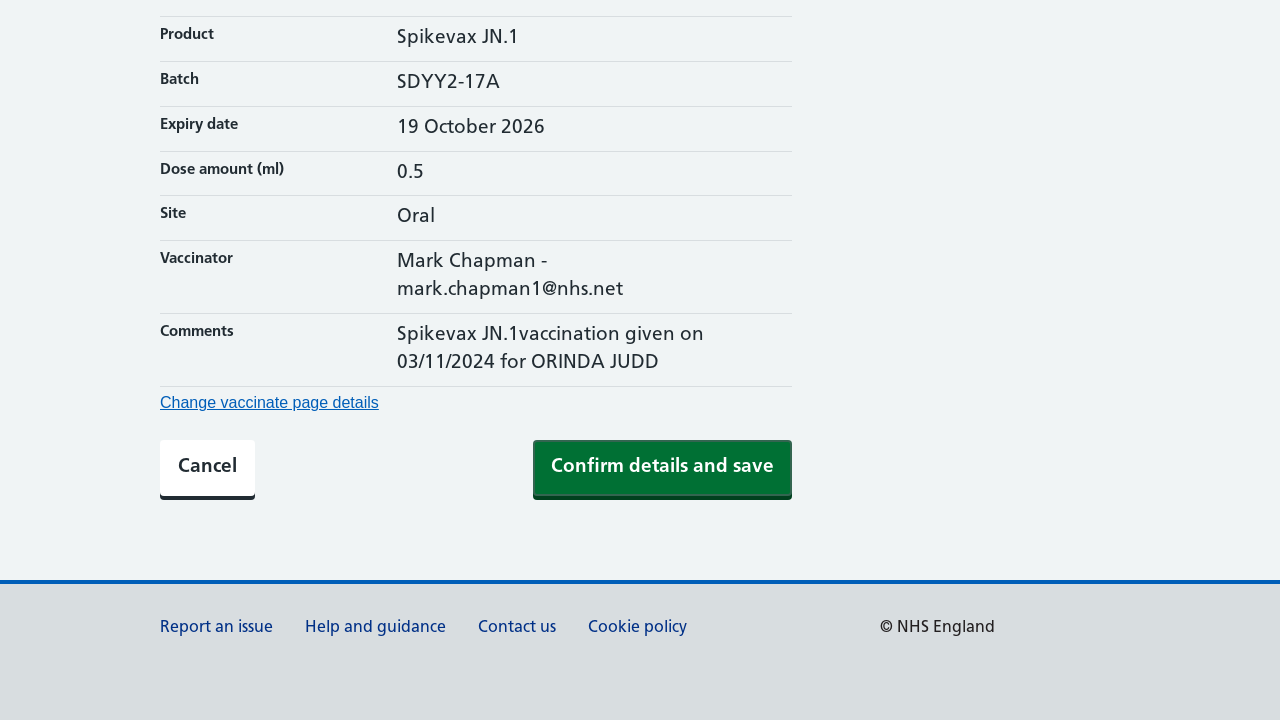 Product
Spikevax JN.1
Batch
SDYY2-17A
Expiry date
19 October 2026
Dose amount (ml)
0.5
Site
Oral
Vaccinator
Mark Chapman -
mark.chapman1@nhs.net
Comments
Spikevax JN.1vaccination given on
03/11/2024 for ORINDA JUDD
Change vaccinate page details
Cancel
Confirm details and save
Report an issue
Help and guidance
Contact us
Cookie policy
© NHS England